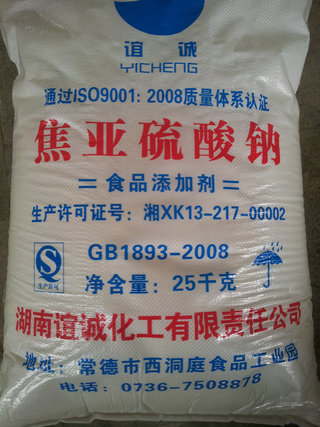 谊诚
YICHENG
通过ISO9001: 2008质量体系认证
焦亚硫酸钠
=食品添加剂=
生产许可证号：湘XK13-217-00002
GB1893-2008
生产许可
净含量：25千克
湖南谊诚化工有限责任公司
地址：常德市西洞庭食品工业园
电话：0736-7508878